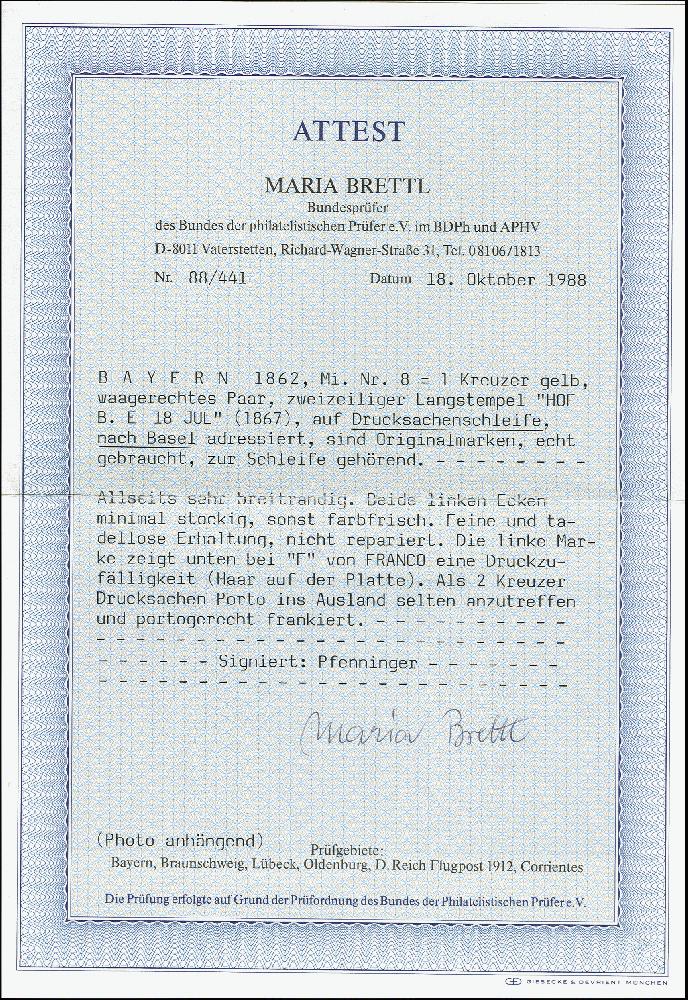 ATTEST
MARIA BRETTL
Bundesprüfer
des Bundes der philatelistischen Prüfer e.V. im BDPh und APHV
D-8011 Vaterstetten, Richard-Wagner-Straße 31, Tel. 08106/1813
Nr. 88/441 Datum 18. Oktober 1988
B A Y E R N 1862, Mi. Nr. 8 = 1 Kreuzer gelb,
waagerechtes Paar, zweizeiliger Langstempel "HOF
B. E 18 JUL" (1867), auf Drucksachenschleife,
nach Basel adressiert, sind Originalmarken, echt
gebraucht, zur Schleife gehörend. - - - - - - - -
Allseits sehr breitrandig. Beide linken Ecken
minimal stockig, sonst farbfrisch. Feine und ta-
dellose Erhaltung, nicht repariert. Die linke Mar-
ke zeigt unten bei "F" von FRANCO eine Druckzu-
fälligkeit (Haar auf der Platte). Als 2 Kreuzer
Drucksachen Porto ins Ausland selten anzutreffen
und portogerecht frankiert. - - - - - - - - - -
- - - - - - - - - - - - - - - - - - - - - - - -
- - - - - - Signiert: Pfenninger - - - - - - -
- - - - - - - - - - - - - - - - - - - - - - - -
Maria Brettl
(Photo anhängend)
Prüfgebiete:
Bayern, Braunschweig, Lübeck, Oldenburg, D. Reich Flugpost 1912, Corrientes
Die Prüfung erfolgte auf Grund der Prüfordnung des Bundes der Philatelistischen Prüfer e.V.
GIESECKE & DEVRIENT MÜNCHEN